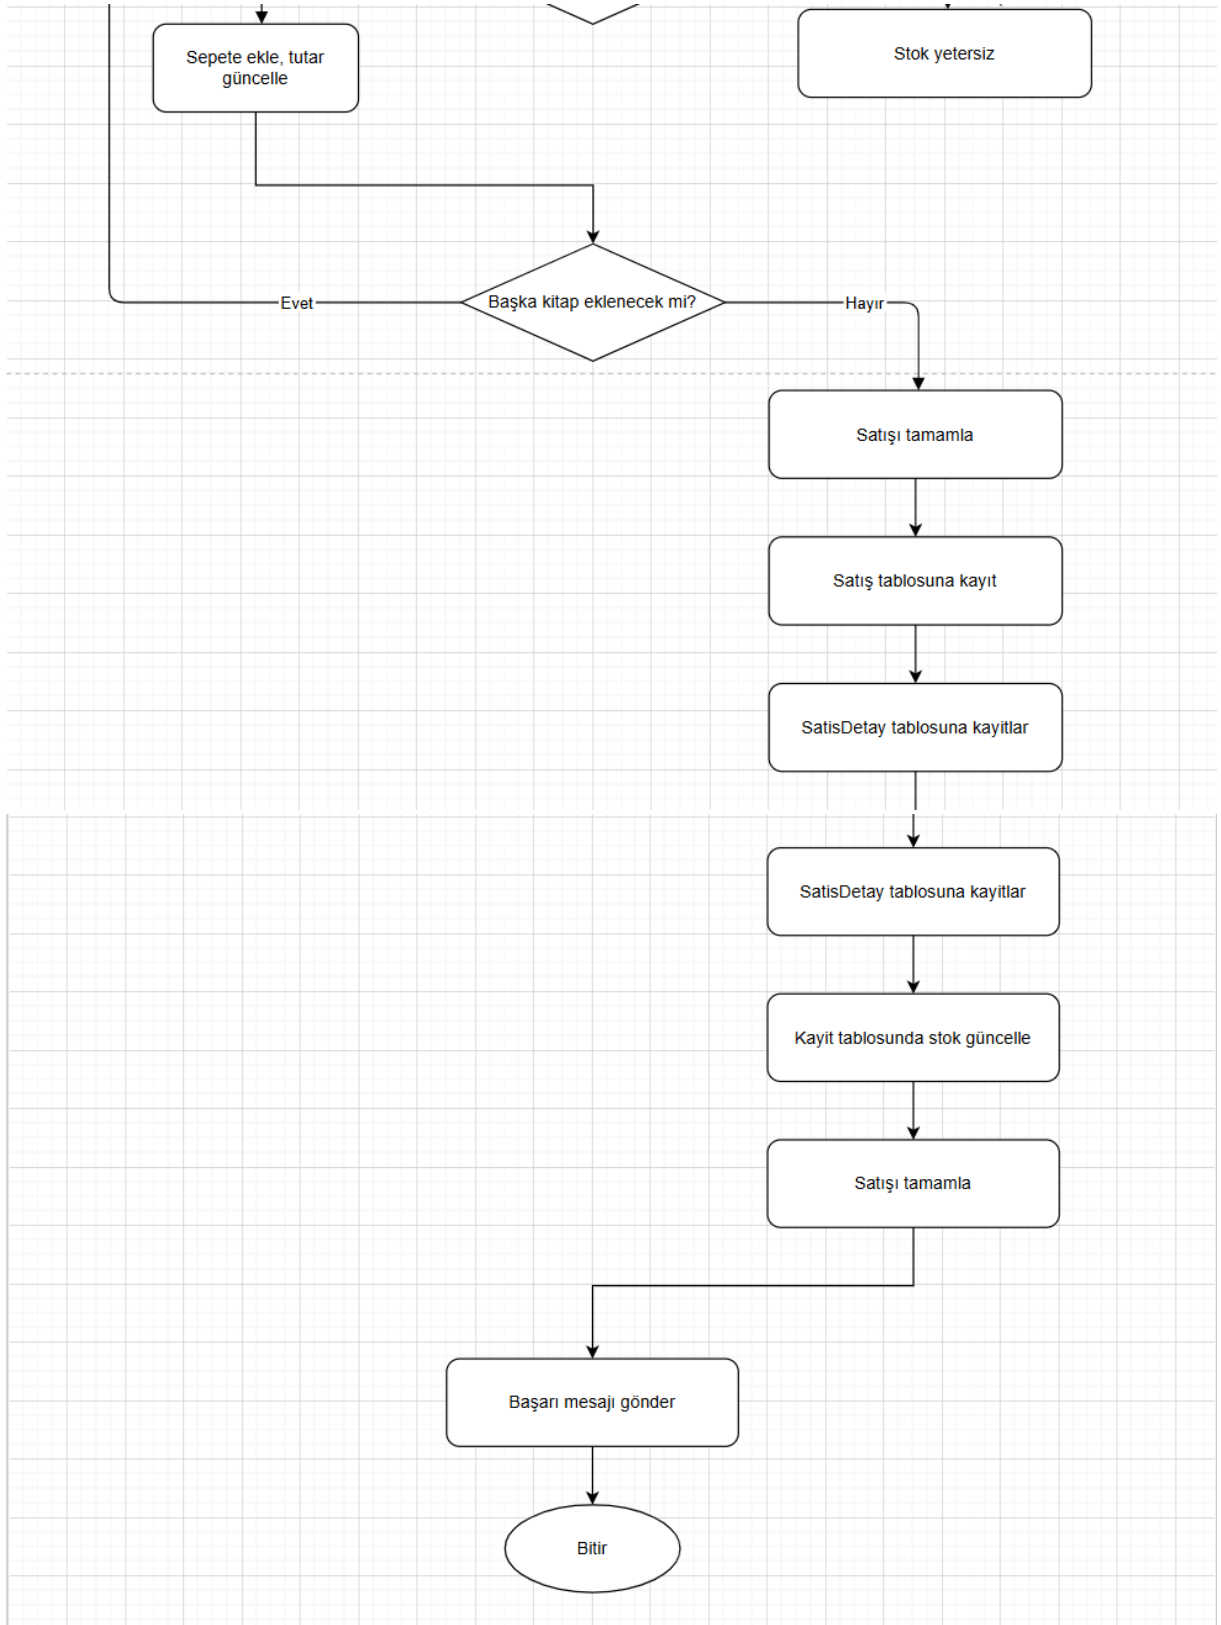 Sepete ekle, tutar
güncelle
Stok yetersiz
Başka kitap eklenecek mi?
Evet
Hayır
Satışı tamamla
Satış tablosuna kayıt
SatisDetay tablosuna kayitlar
SatisDetay tablosuna kayitlar
Kayit tablosunda stok güncelle
Satışı tamamla
Başarı mesajı gönder
Bitir